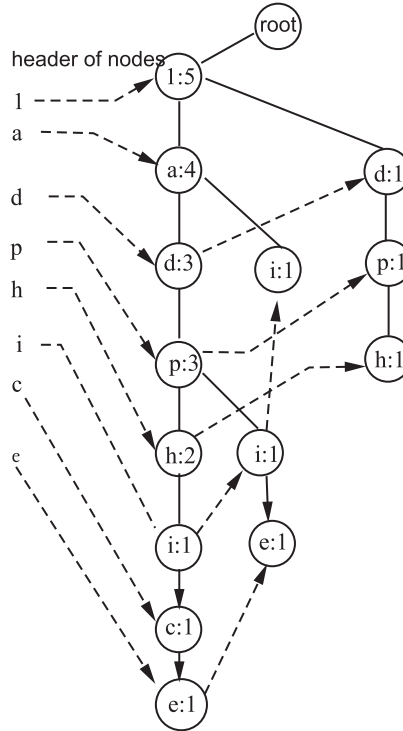 root
header of nodes
1:5
1
a
a:4
d:1
d
d:3
i:1
p:1
p
h
p:3
h:1
i
c
h:2
i:1
e
i:1
e:1
c:1
e:1